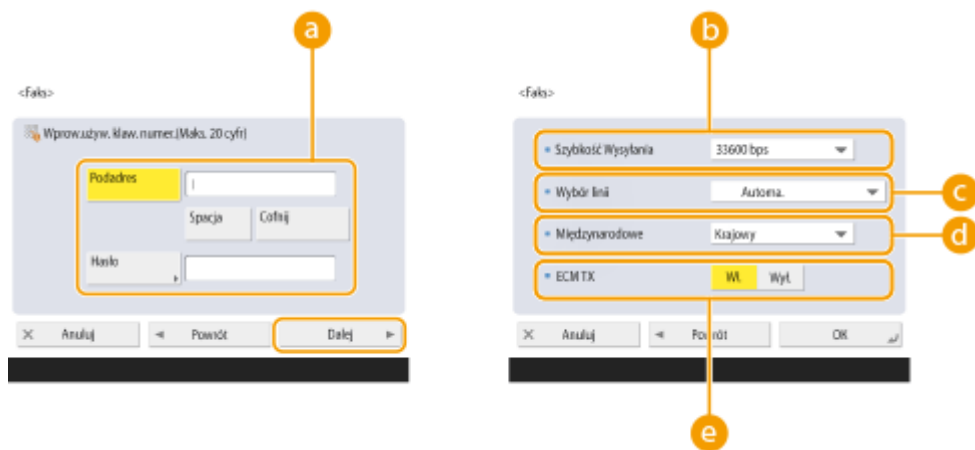 a
<Faks>
Wprow.używ. klaw. numer.(Maks. 20 cyfr)
Podadres
Spacja Cofnij
Hasło
Anuluj Powrót Dalej
b
<Faks>
Szybkość Wysyłania 33600 bps
Wybór linii Automa.
c
Międzynarodowe Krajowy
d
ECM TX Wł. Wył.
Anuluj Powrót OK
e